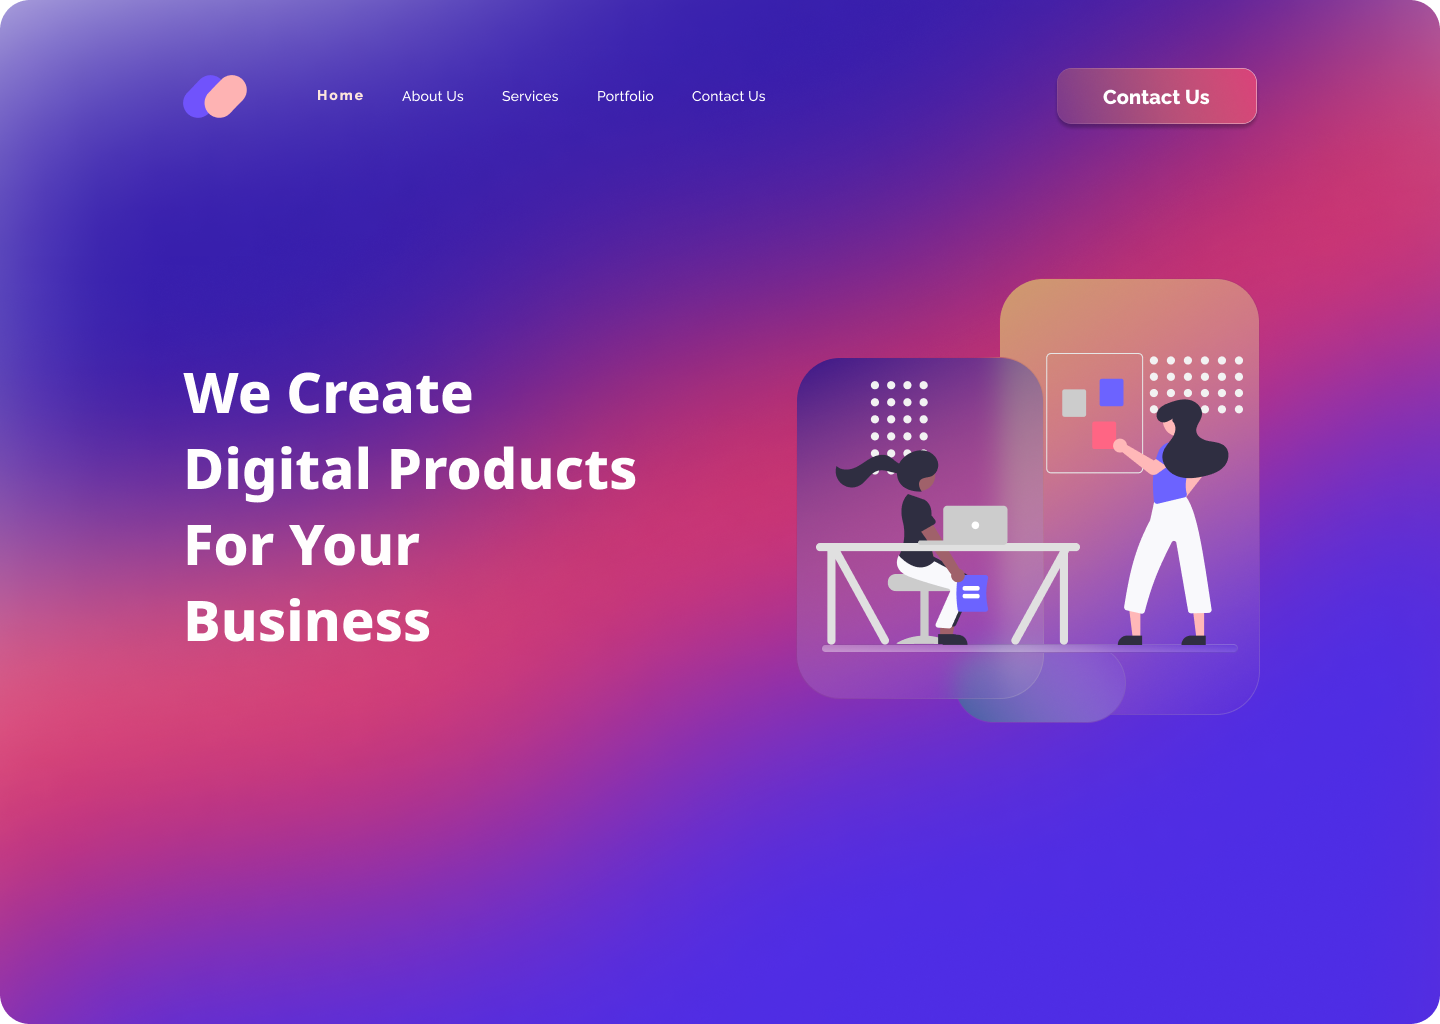 Home About Us Services Portfolio Contact Us Contact Us
We Create
Digital Products
For Your
Business